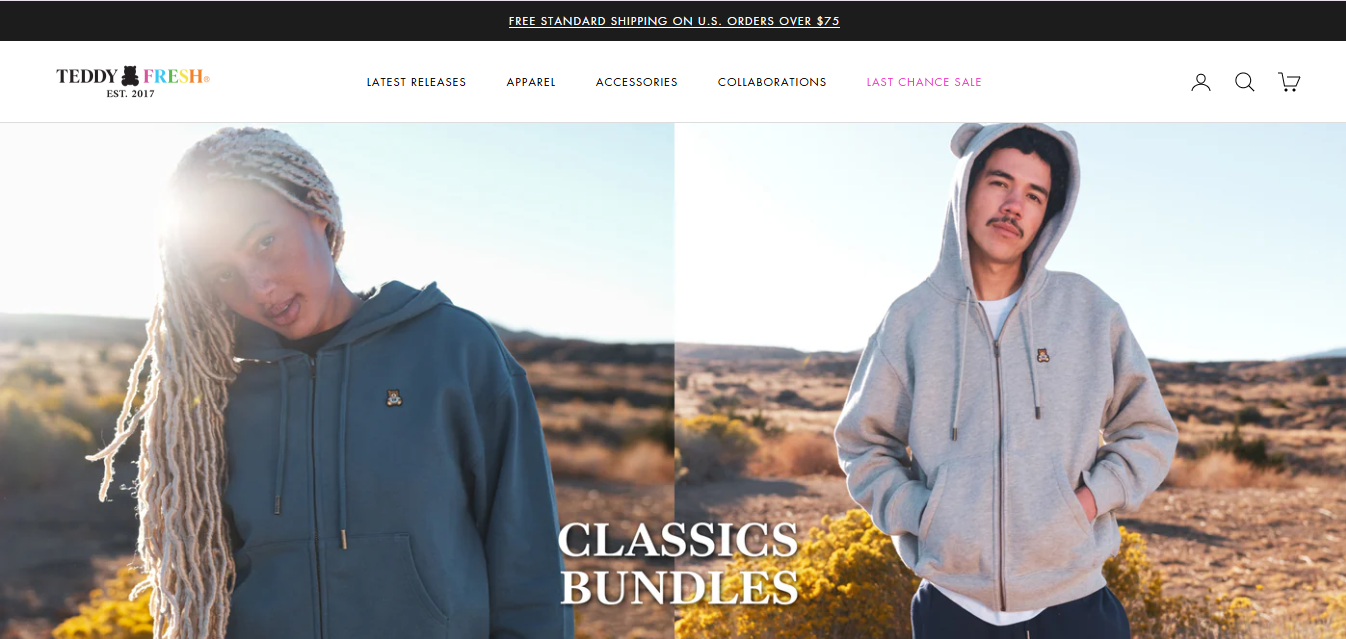 FREE STANDARD SHIPPING ON U.S. ORDERS OVER $75
TEDDY FRESH®
EST. 2017
LATEST RELEASES
APPAREL
ACCESSORIES
COLLABORATIONS
LAST CHANCE SALE
CLASSICS
BUNDLES